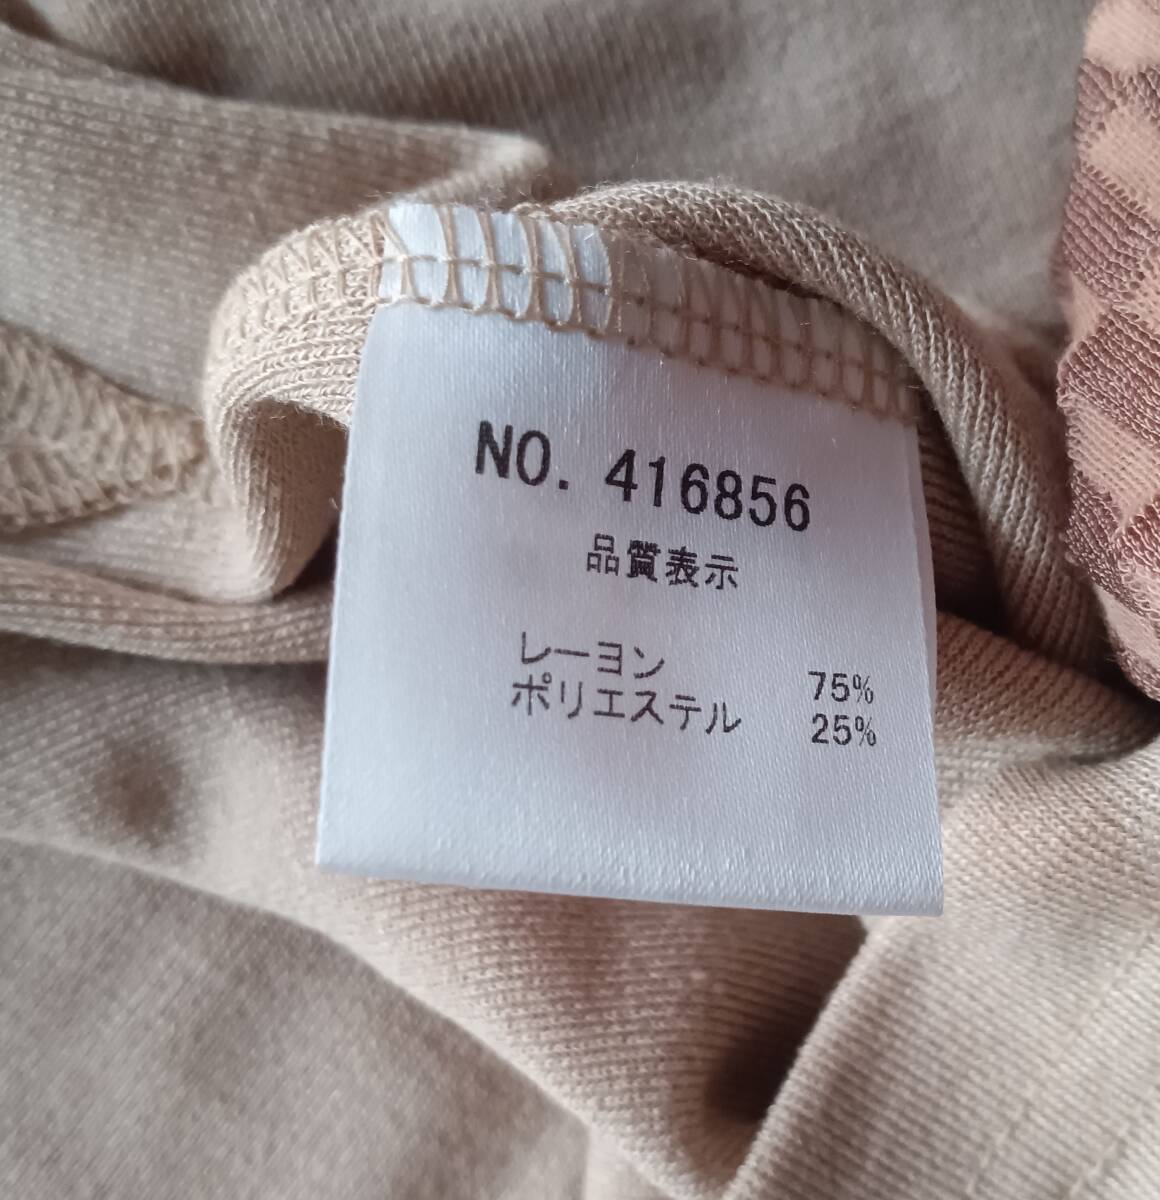 NO. 416856
品質表示
レーヨン 75%
ポリエステル 25%